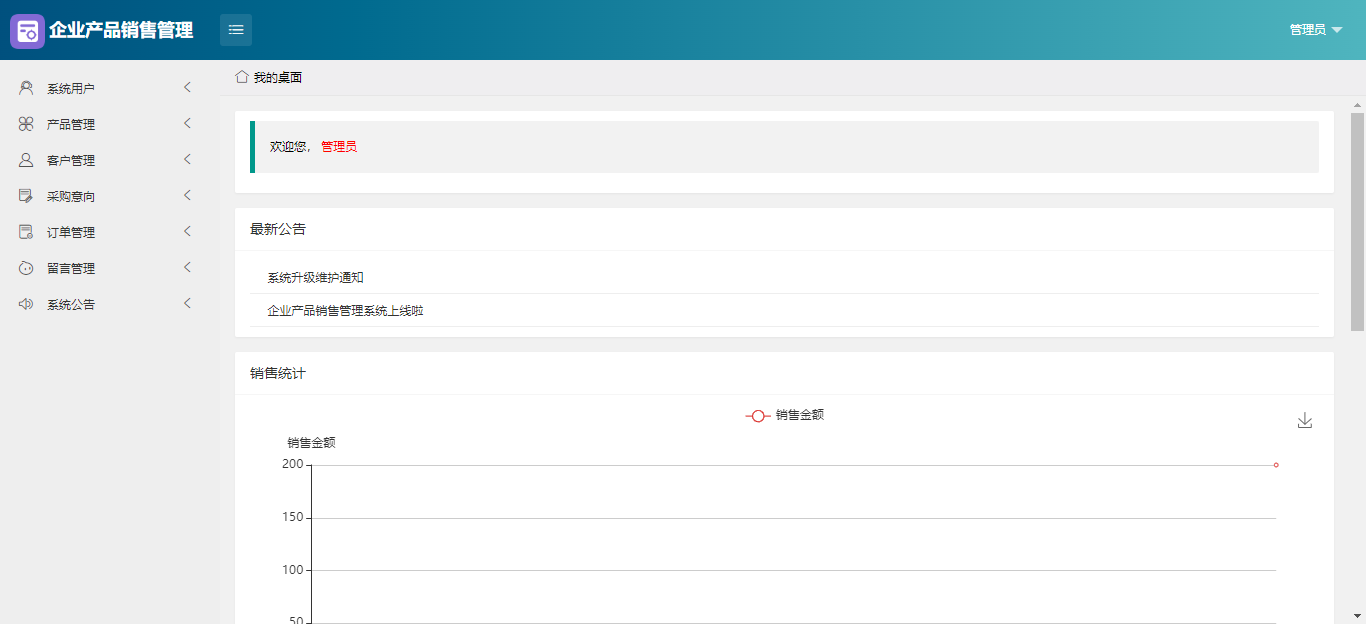 企业产品销售管理
管理员
系统用户
产品管理
客户管理
采购意向
订单管理
留言管理
系统公告
我的桌面
欢迎您， 管理员
最新公告
系统升级维护通知
企业产品销售管理系统上线啦
销售统计
销售金额
销售金额
200
150
100
50